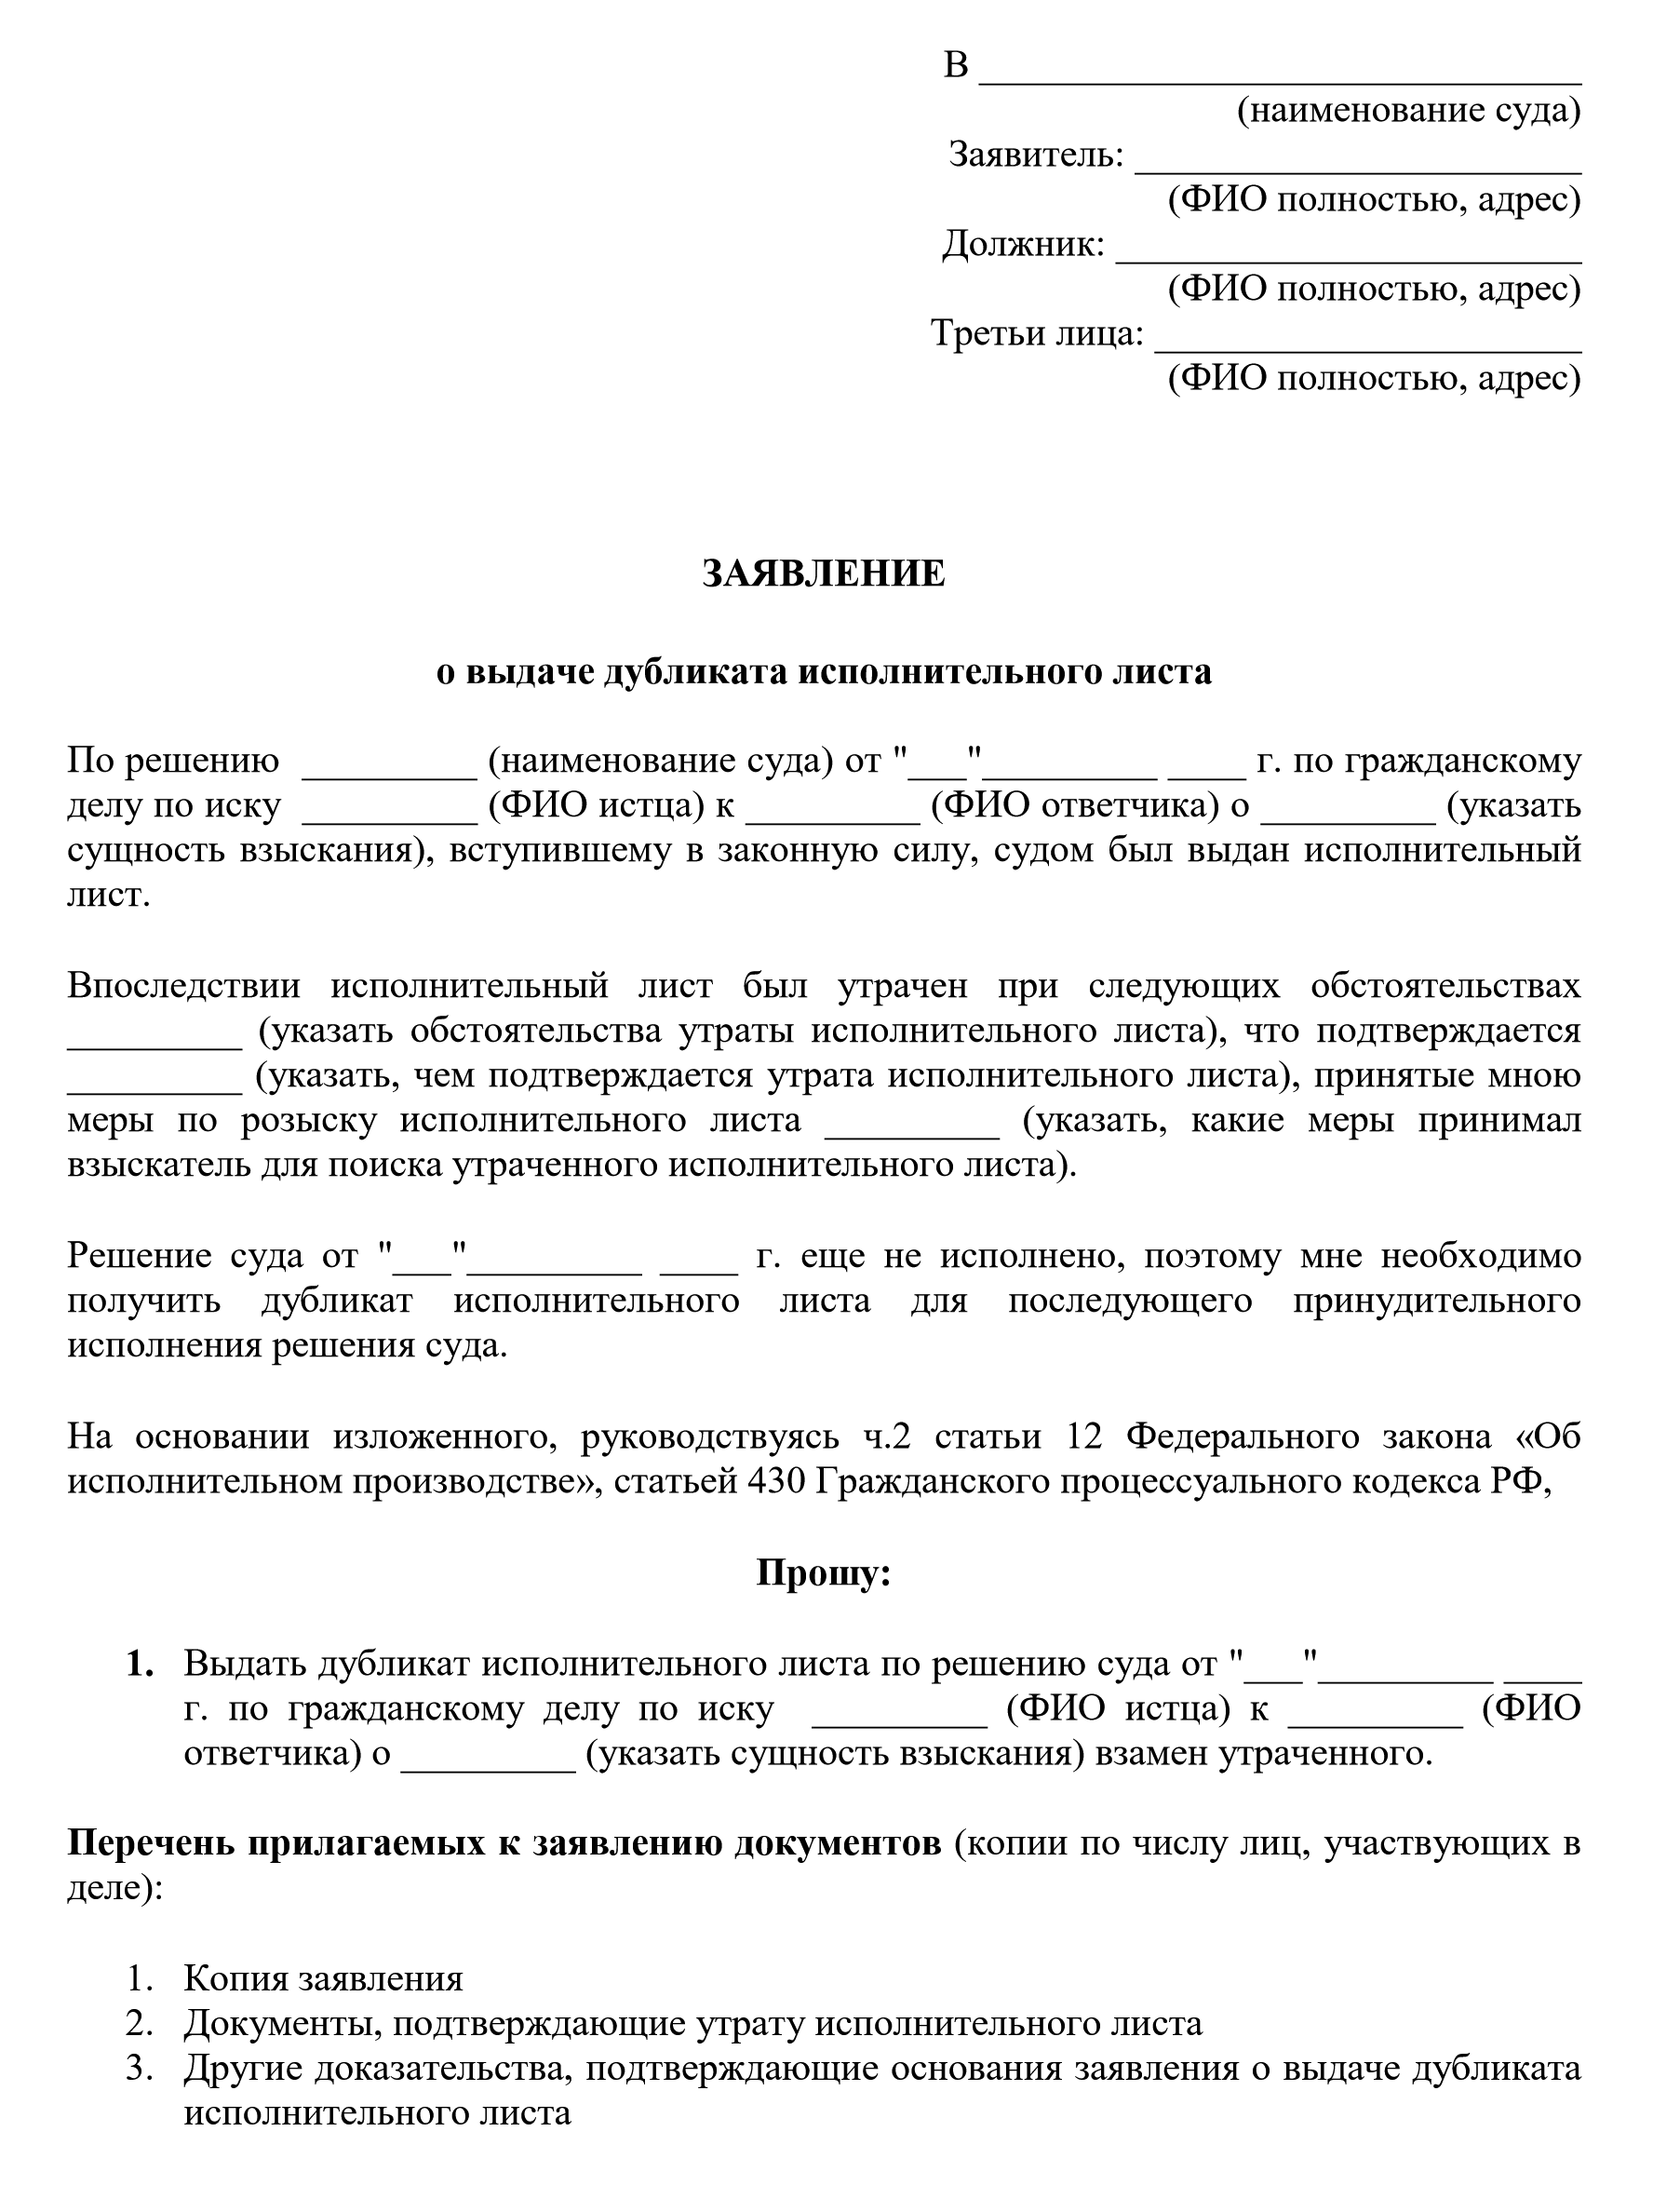 В _______________________________
(наименование суда)
Заявитель: _______________________
(ФИО полностью, адрес)
Должник: ________________________
(ФИО полностью, адрес)
Третьи лица: ______________________
(ФИО полностью, адрес)
ЗАЯВЛЕНИЕ
о выдаче дубликата исполнительного листа
По решению _________ (наименование суда) от "___"_________ ____ г. по гражданскому
делу по иску _________ (ФИО истца) к _________ (ФИО ответчика) о _________ (указать
сущность взыскания), вступившему в законную силу, судом был выдан исполнительный
лист.
Впоследствии исполнительный лист был утрачен при следующих обстоятельствах
_________ (указать обстоятельства утраты исполнительного листа), что подтверждается
_________ (указать, чем подтверждается утрата исполнительного листа), принятые мною
меры по розыску исполнительного листа _________ (указать, какие меры принимал
взыскатель для поиска утраченного исполнительного листа).
Решение суда от "___"_________ ____ г. еще не исполнено, поэтому мне необходимо
получить дубликат исполнительного листа для последующего принудительного
исполнения решения суда.
На основании изложенного, руководствуясь ч.2 статьи 12 Федерального закона «Об
исполнительном производстве», статьей 430 Гражданского процессуального кодекса РФ,
Прошу:
1. Выдать дубликат исполнительного листа по решению суда от "___"_________ ____
г. по гражданскому делу по иску _________ (ФИО истца) к _________ (ФИО
ответчика) о _________ (указать сущность взыскания) взамен утраченного.
Перечень прилагаемых к заявлению документов (копии по числу лиц, участвующих в
деле):
1. Копия заявления
2. Документы, подтверждающие утрату исполнительного листа
3. Другие доказательства, подтверждающие основания заявления о выдаче дубликата
исполнительного листа